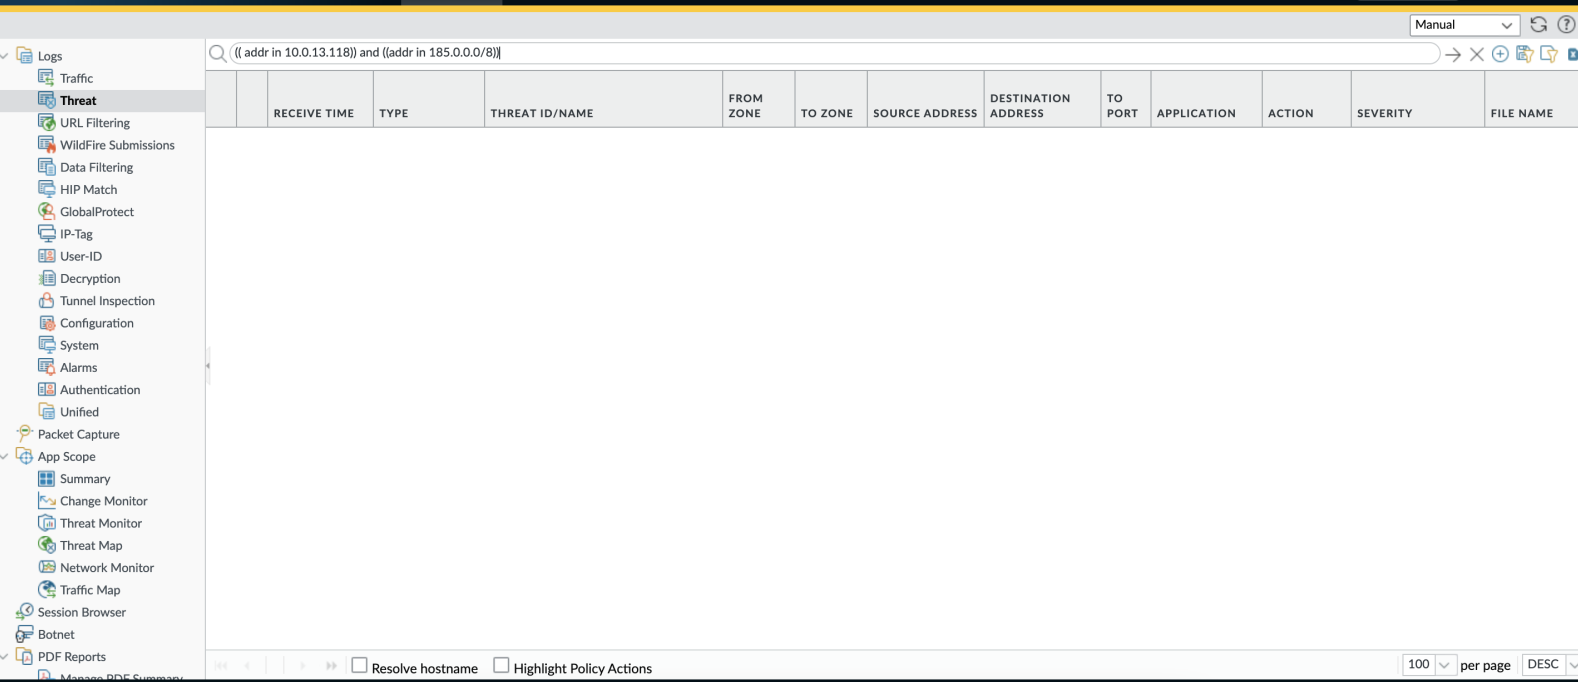 Manual
Logs
(( addr in 10.0.13.118)) and ((addr in 185.0.0.0/8))
Traffic
Threat
URL Filtering
WildFire Submissions
Data Filtering
HIP Match
GlobalProtect
IP-Tag
User-ID
Decryption
Tunnel Inspection
Configuration
System
Alarms
Authentication
Unified
Packet Capture
App Scope
Summary
Change Monitor
Threat Monitor
Threat Map
Network Monitor
Traffic Map
Session Browser
Botnet
PDF Reports
Manage PDF Summary
RECEIVE TIME
TYPE
THREAT ID/NAME
FROM
ZONE
TO ZONE
SOURCE ADDRESS
DESTINATION
ADDRESS
TO
PORT
APPLICATION
ACTION
SEVERITY
FILE NAME
Resolve hostname
Highlight Policy Actions
100 per page
DESC